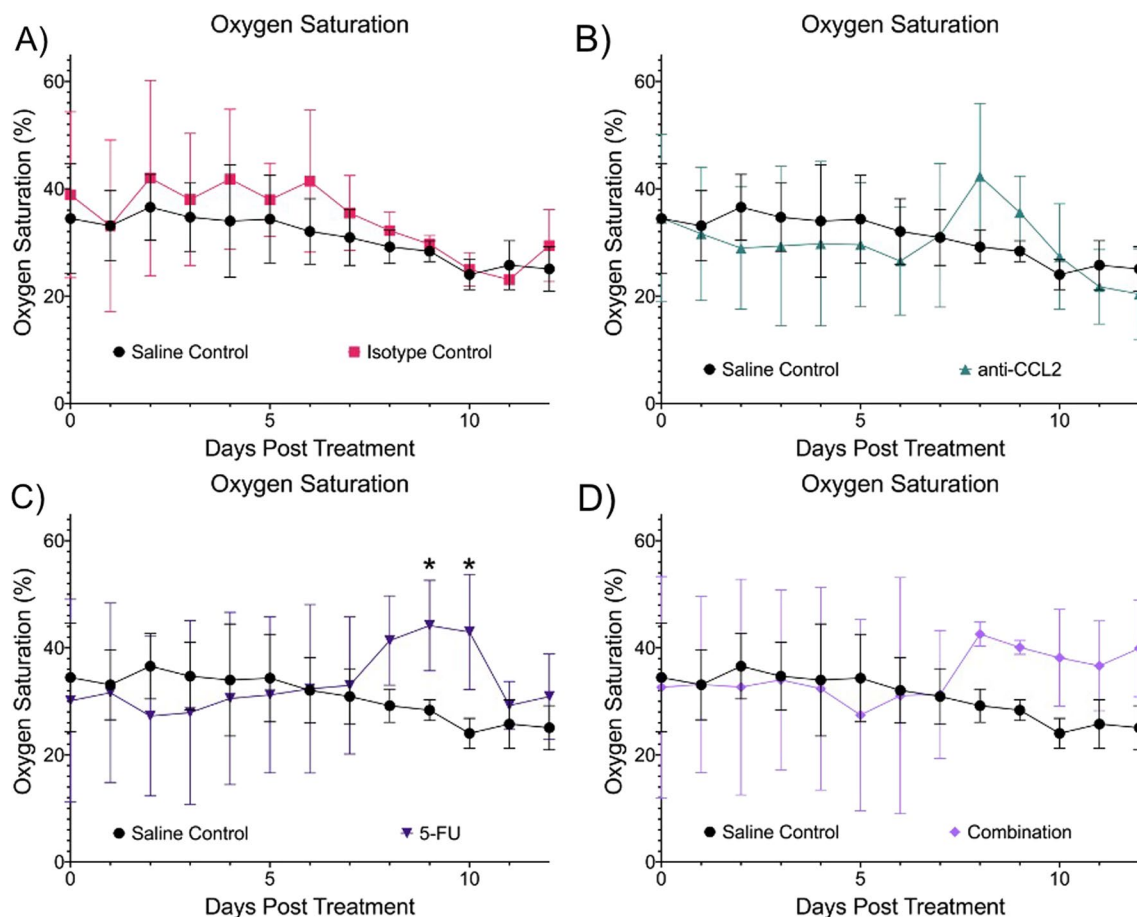 A)
Oxygen Saturation
Oxygen Saturation (%)
60
40
20
0
Saline Control
Isotype Control
0
5
10
Days Post Treatment
B)
Oxygen Saturation
Oxygen Saturation (%)
60
40
20
0
Saline Control
anti-CCL2
0
5
10
Days Post Treatment
C)
Oxygen Saturation
Oxygen Saturation (%)
60
40
20
0
* *
Saline Control
5-FU
0
5
10
Days Post Treatment
D)
Oxygen Saturation
Oxygen Saturation (%)
60
40
20
0
Saline Control
Combination
0
5
10
Days Post Treatment